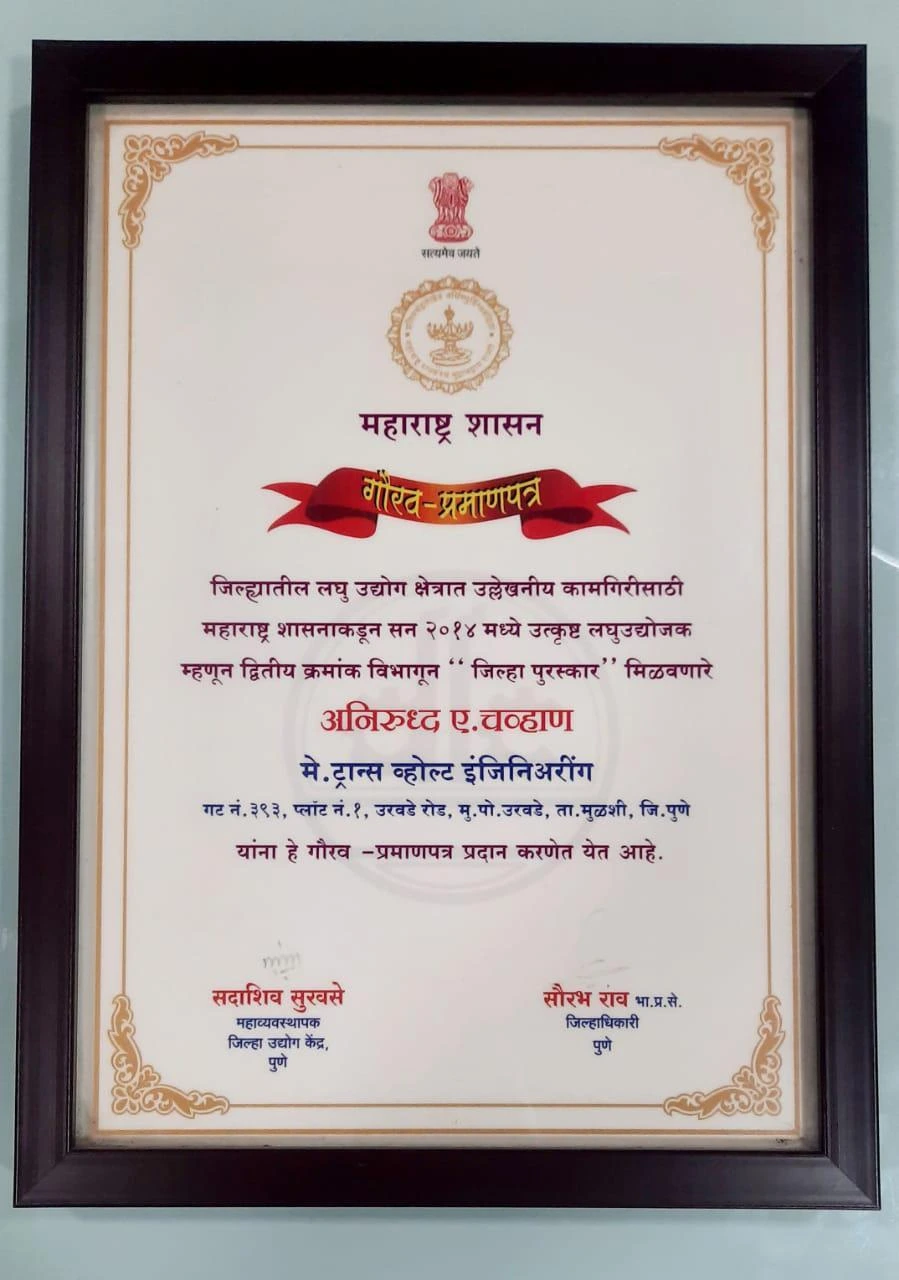 सत्यमेव जयते
महाराष्ट्र शासन
गौरव-प्रमाणपत्र
जिल्ह्यातील लघु उद्योग क्षेत्रात उल्लेखनीय कामगिरीसाठी
महाराष्ट्र शासनाकडून सन २०१४ मध्ये उत्कृष्ट लघुउद्योजक
म्हणून द्वितीय क्रमांक विभागून “ जिल्हा पुरस्कार” मिळवणारे
अनिरुध्द ए.चव्हाण
मे.ट्रान्स व्होल्ट इंजिनिअरींग
गट नं.३९३, प्लॉट नं.१, उरवडे रोड, मु.पो.उरवडे, ता.मुळशी, जि.पुणे
यांना हे गौरव -प्रमाणपत्र प्रदान करणेत येत आहे.
सदाशिव सुरवसे
महाव्यवस्थापक
जिल्हा उद्योग केंद्र,
पुणे
सौरभ राव भा.प्र.से.
जिल्हाधिकारी
पुणे